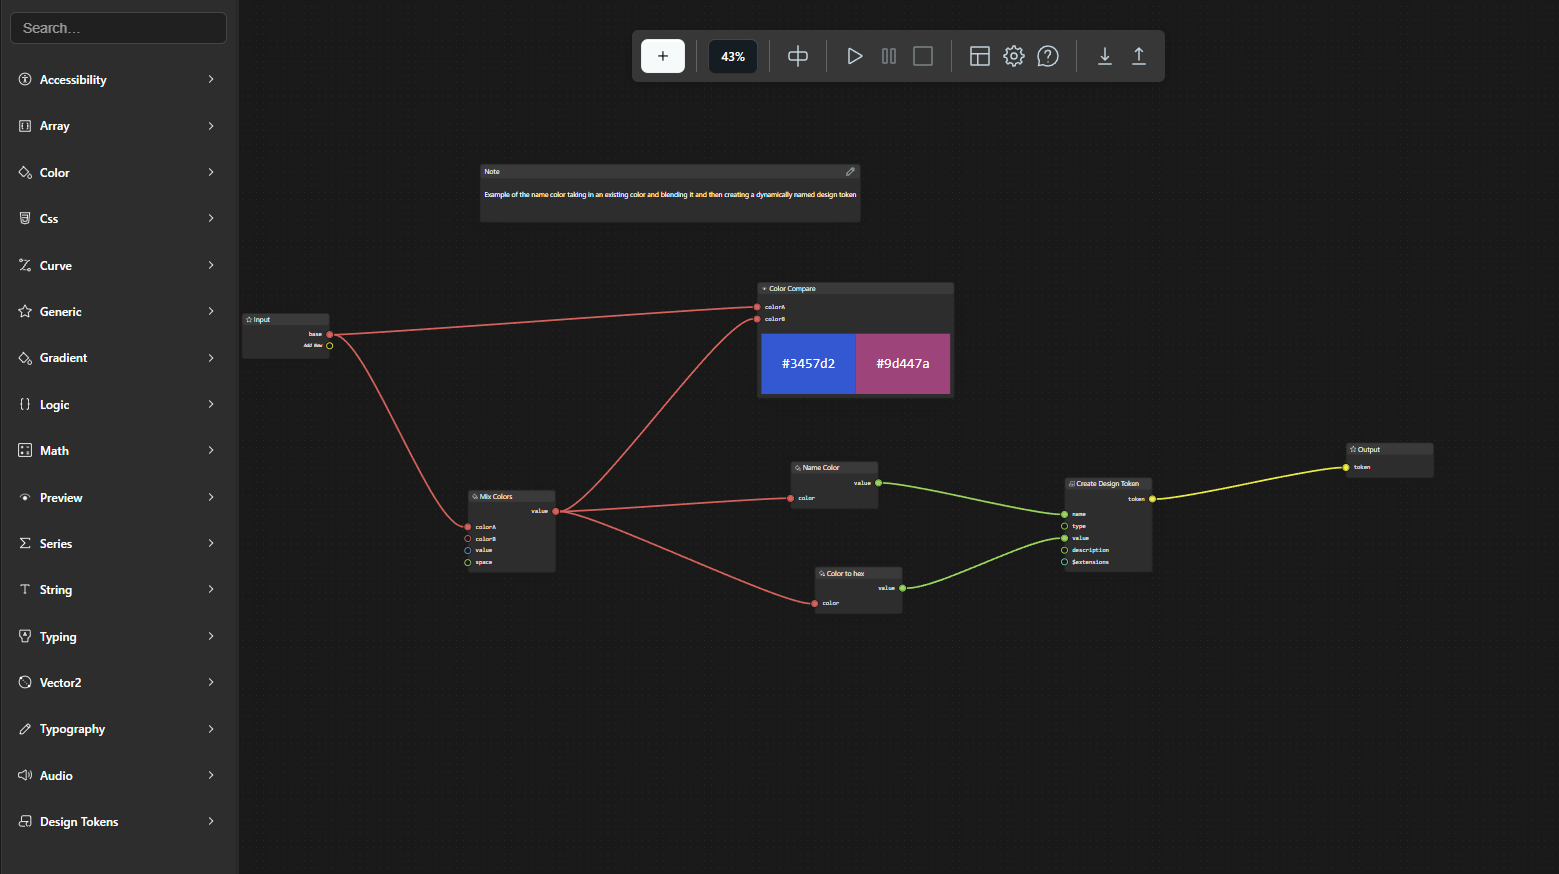 Search...
Accessibility
Array
Color
Css
Curve
Generic
Gradient
Logic
Math
Preview
Series
String
Typing
Vector2
Typography
Audio
Design Tokens
43%
Note
Example of the name color taking in an existing color and blending it and then creating a dynamically named design token
Input
base
Add New
Color Compare
colorA
colorB
#3457d2
#9d447a
Mix Colors
value
colorA
colorB
value
space
Name Color
value
color
Color to hex
value
color
Create Design Token
token
name
type
value
description
$extensions
Output
token